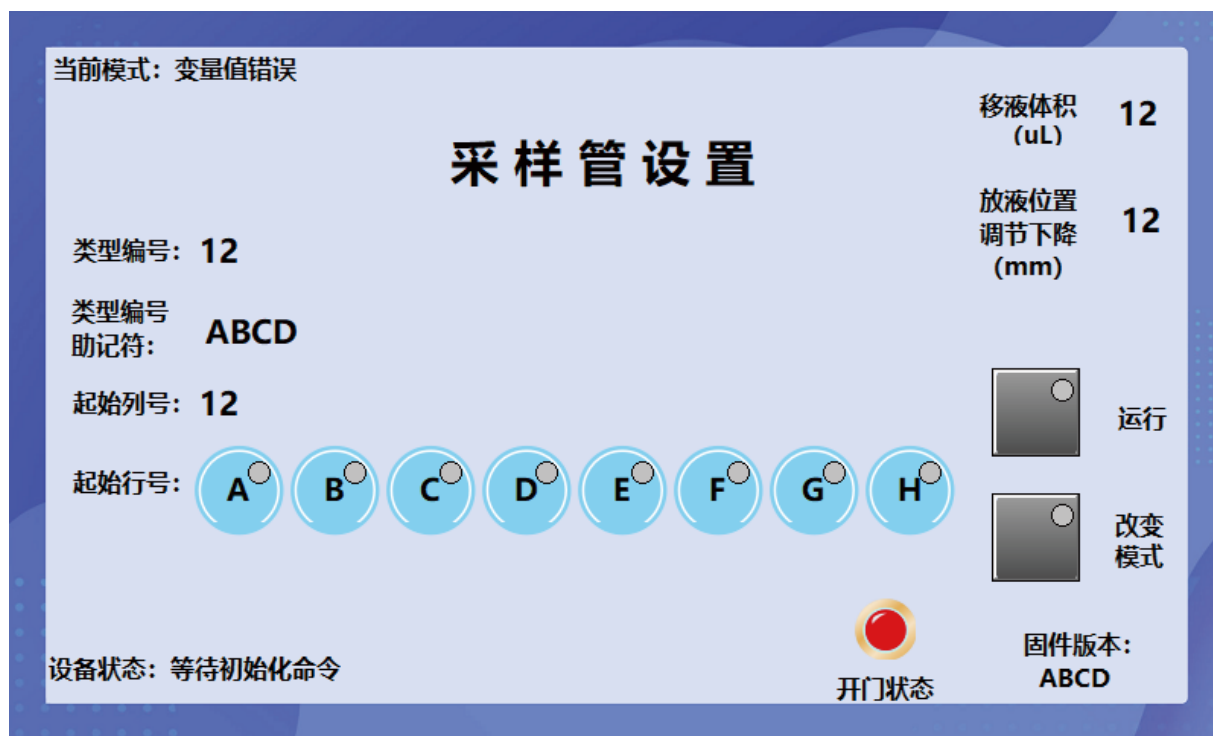 当前模式：变量值错误
移液体积
(uL)
12
采样管设置
放液位置
调节下降
(mm)
12
类型编号：12
类型编号
助记符：
ABCD
起始列号：12
起始行号：
A B C D E F G H
运行
改变
模式
设备状态：等待初始化命令
开门状态
固件版本：
ABCD